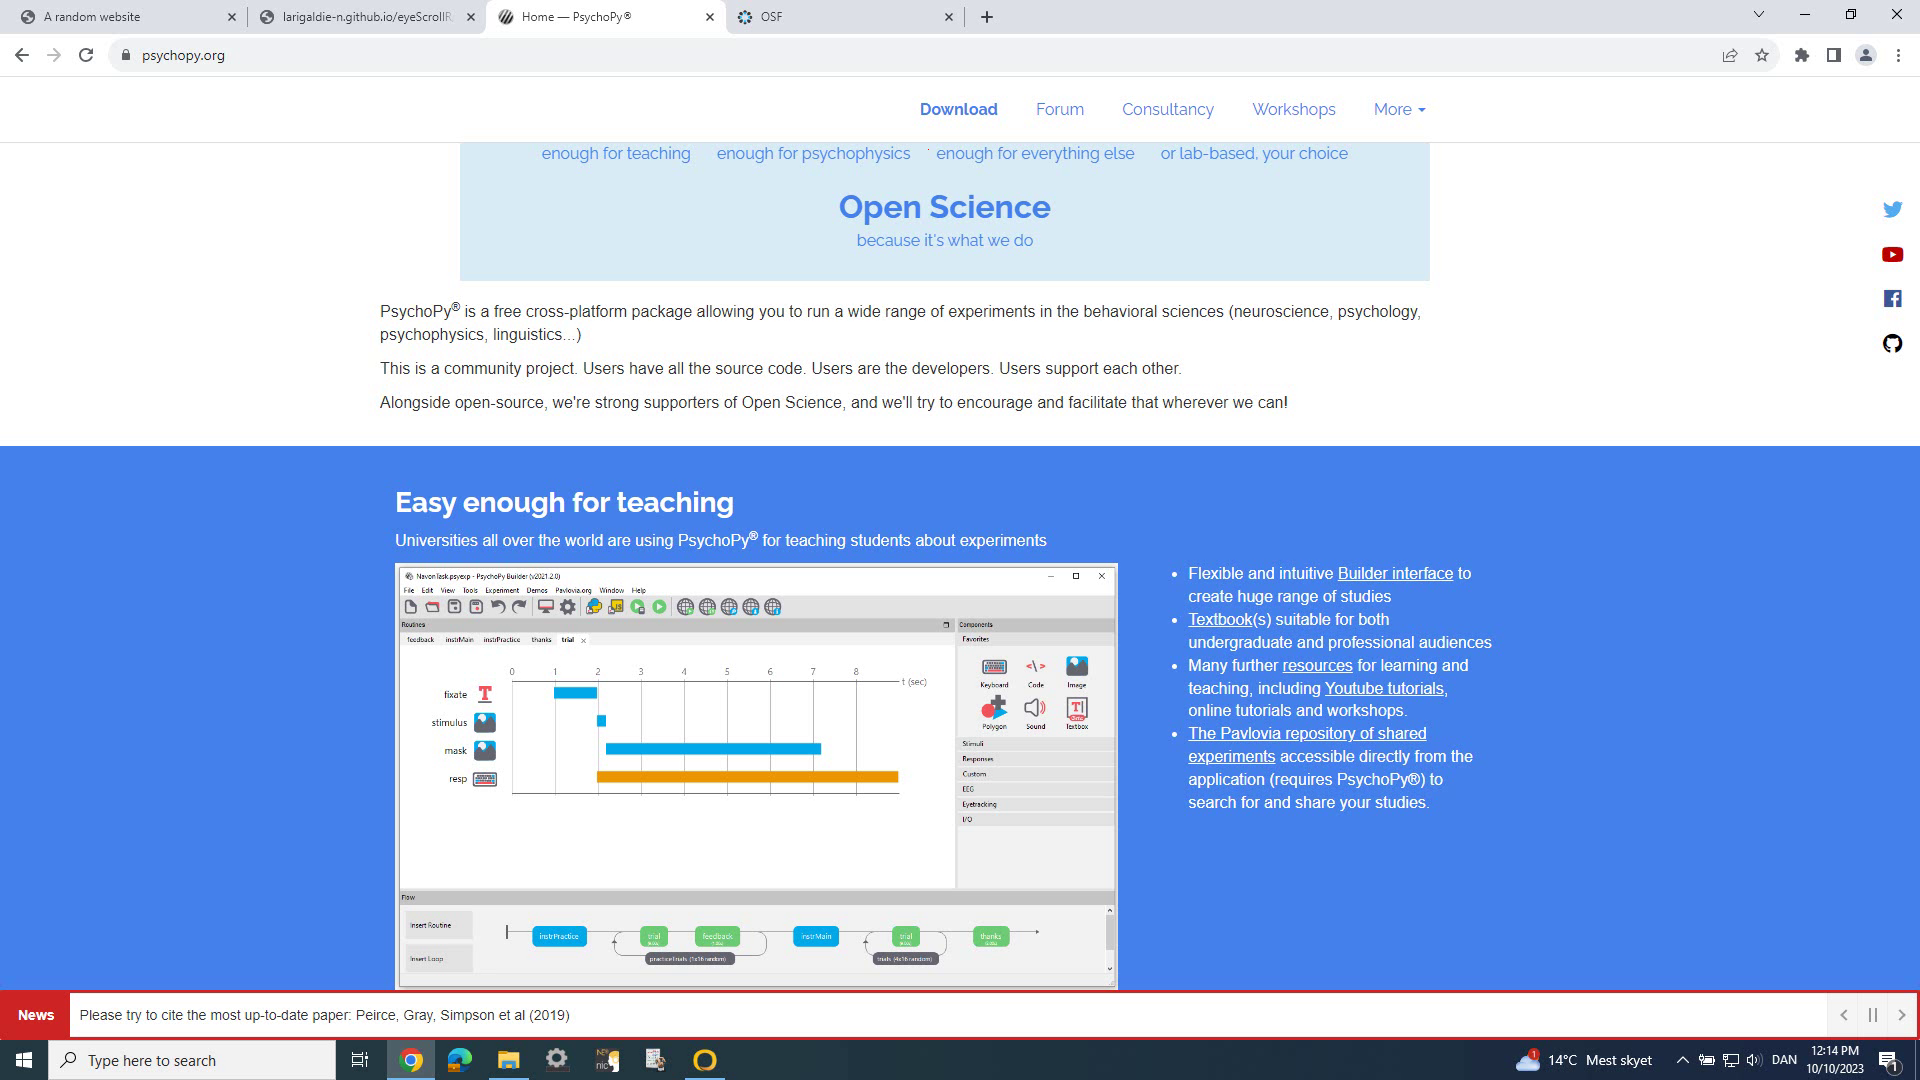 A random website
larigaldie-n.github.io/eyeScrollR
Home — PsychoPy®
OSF
psychopy.org
Download
Forum
Consultancy
Workshops
More
enough for teaching
enough for psychophysics
enough for everything else
or lab-based, your choice
Open Science
because it's what we do
PsychoPy® is a free cross-platform package allowing you to run a wide range of experiments in the behavioral sciences (neuroscience, psychology,
psychophysics, linguistics...)
This is a community project. Users have all the source code. Users are the developers. Users support each other.
Alongside open-source, we're strong supporters of Open Science, and we'll try to encourage and facilitate that wherever we can!
Easy enough for teaching
Universities all over the world are using PsychoPy® for teaching students about experiments
NavonTask.psyexp - PsychoPy Builder (v2021.2.0)
File Edit View Tools Experiment Demos Pavlovia.org Window Help
Routines
feedback instrMain instrPractice thanks trial
0 1 2 3 4 5 6 7 8
t (sec)
fixate
stimulus
mask
resp
Components
Favorites
Keyboard Code Image
Polygon Sound Textbox
Stimuli
Responses
Custom
EEG
Eyetracking
I/O
Flow
Insert Routine
Insert Loop
instrPractice
trial
feedback
practiceTrials (1x16 random)
instrMain
trial
trials (4x16 random)
thanks
• Flexible and intuitive Builder interface to
create huge range of studies
• Textbook(s) suitable for both
undergraduate and professional audiences
• Many further resources for learning and
teaching, including Youtube tutorials,
online tutorials and workshops.
• The Pavlovia repository of shared
experiments accessible directly from the
application (requires PsychoPy®) to
search for and share your studies.
News
Please try to cite the most up-to-date paper: Peirce, Gray, Simpson et al (2019)
Type here to search
1
14°C Mest skyet
DAN
12:14 PM
10/10/2023
1